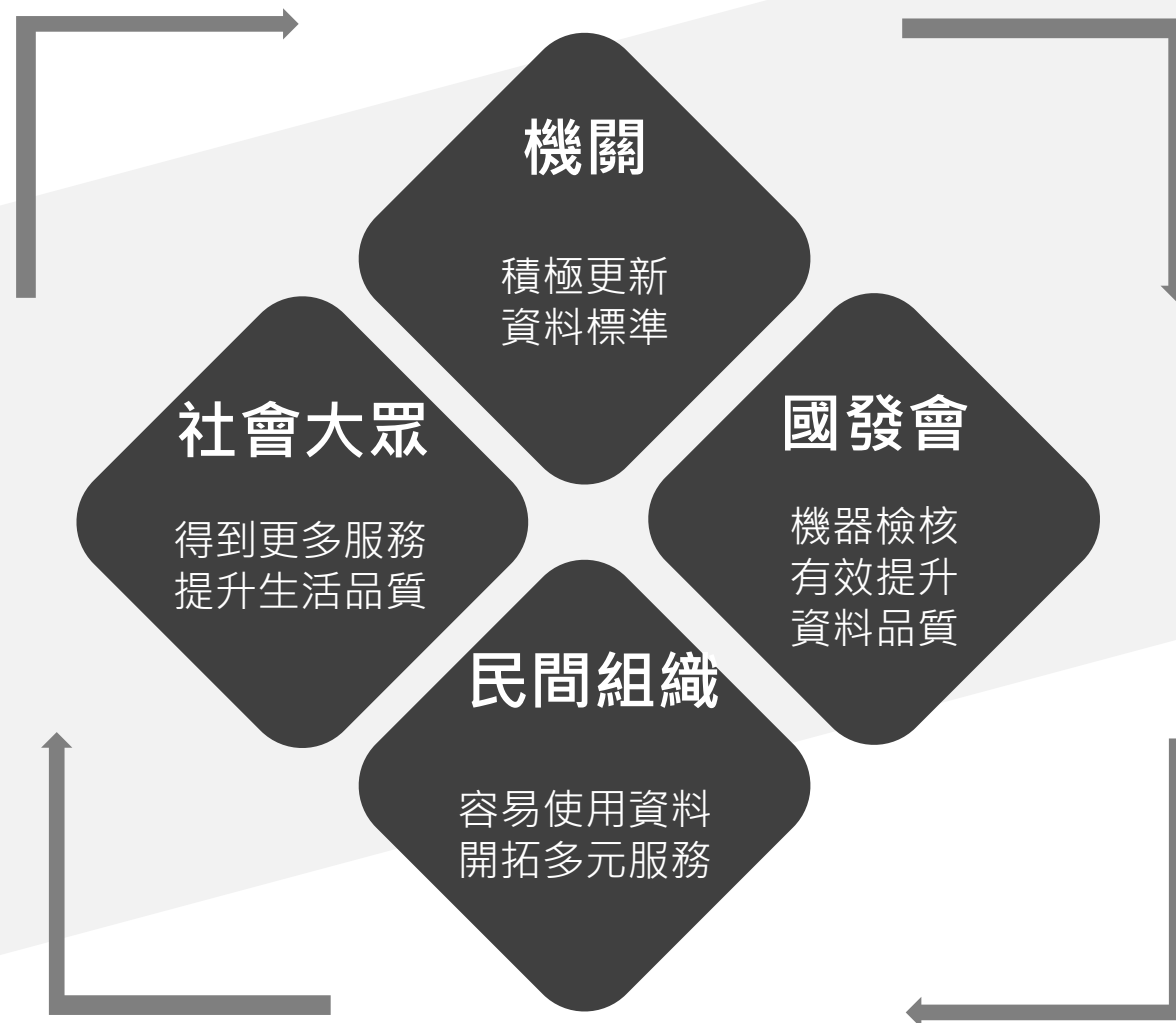 機關
積極更新
資料標準
社會大眾
得到更多服務
提升生活品質
國發會
機器檢核
有效提升
資料品質
民間組織
容易使用資料
開拓多元服務